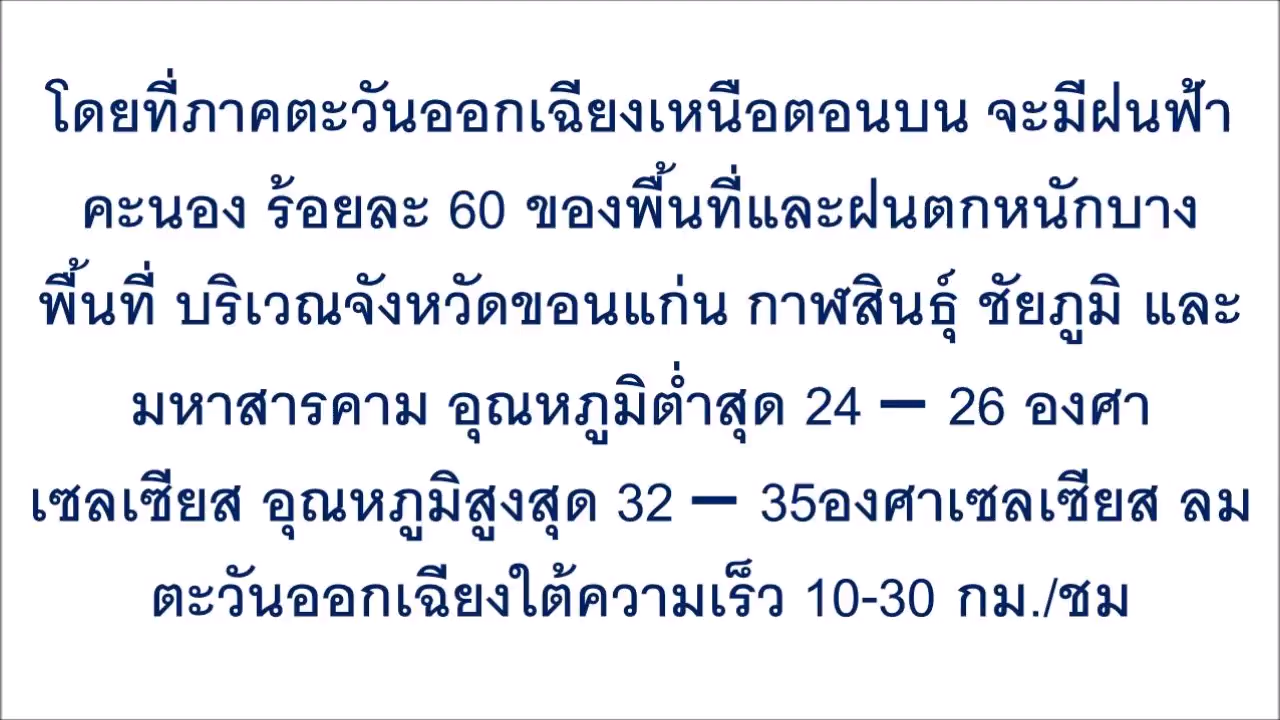 โดยที่ภาคตะวันออกเฉียงเหนือตอนบน จะมีฝนฟ้า
คะนอง ร้อยละ 60 ของพื้นที่และฝนตกหนักบาง
พื้นที่ บริเวณจังหวัดขอนแก่น กาฬสินธุ์ ชัยภูมิ และ
มหาสารคาม อุณหภูมิต่ำสุด 24 – 26 องศา
เซลเซียส อุณหภูมิสูงสุด 32 – 35องศาเซลเซียส ลม
ตะวันออกเฉียงใต้ความเร็ว 10-30 กม./ชม